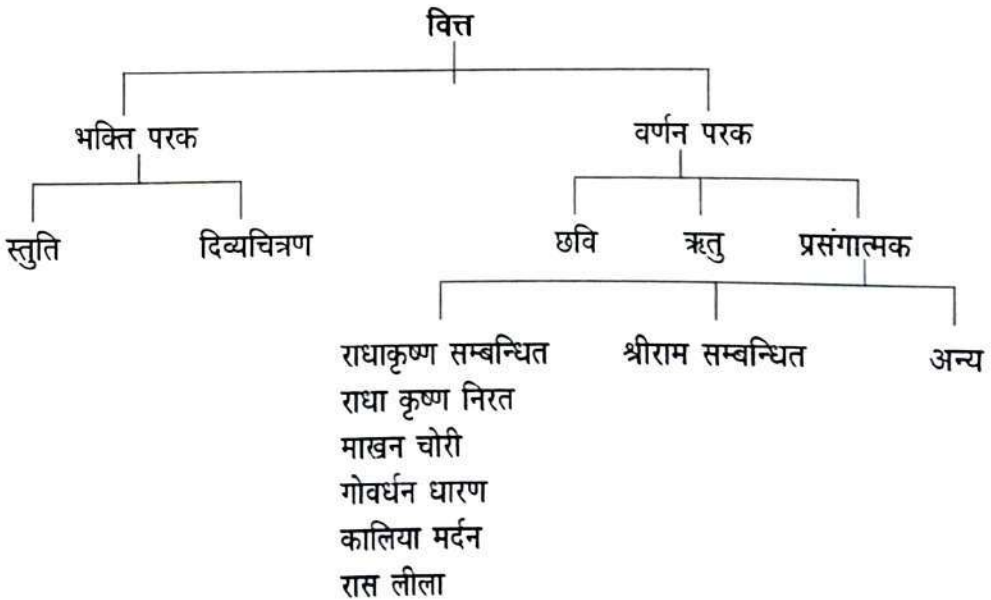 वित्त
भक्ति परक वर्णन परक
स्तुति दिव्यचित्रण छवि ऋतु प्रसंगात्मक
राधाकृष्ण सम्बन्धित श्रीराम सम्बन्धित अन्य
राधा कृष्ण निरत
माखन चोरी
गोवर्धन धारण
कालिया मर्दन
रास लीला